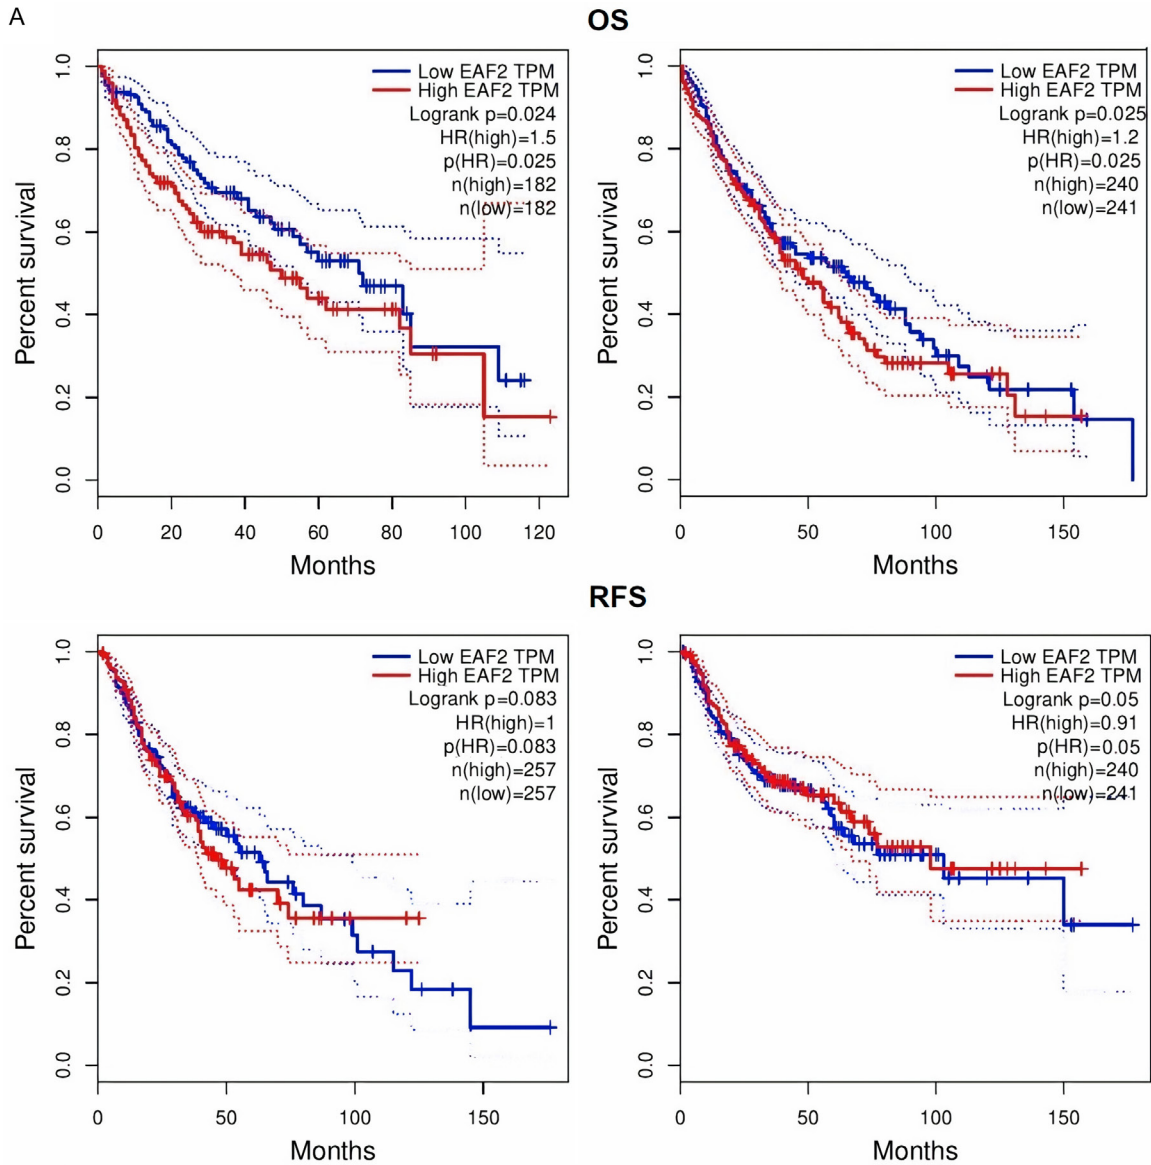 A
OS
Low EAF2 TPM
High EAF2 TPM
Logrank p=0.024
HR(high)=1.5
p(HR)=0.025
n(high)=182
n(low)=182
Percent survival
0.0
0.2
0.4
0.6
0.8
1.0
0 20 40 60 80 100 120
Months
Low EAF2 TPM
High EAF2 TPM
Logrank p=0.025
HR(high)=1.2
p(HR)=0.025
n(high)=240
n(low)=241
Percent survival
0.0
0.2
0.4
0.6
0.8
1.0
0 50 100 150
Months
RFS
Low EAF2 TPM
High EAF2 TPM
Logrank p=0.083
HR(high)=1
p(HR)=0.083
n(high)=257
n(low)=257
Percent survival
0.0
0.2
0.4
0.6
0.8
1.0
0 50 100 150
Months
Low EAF2 TPM
High EAF2 TPM
Logrank p=0.05
HR(high)=0.91
p(HR)=0.05
n(high)=240
n(low)=241
Percent survival
0.0
0.2
0.4
0.6
0.8
1.0
0 50 100 150
Months